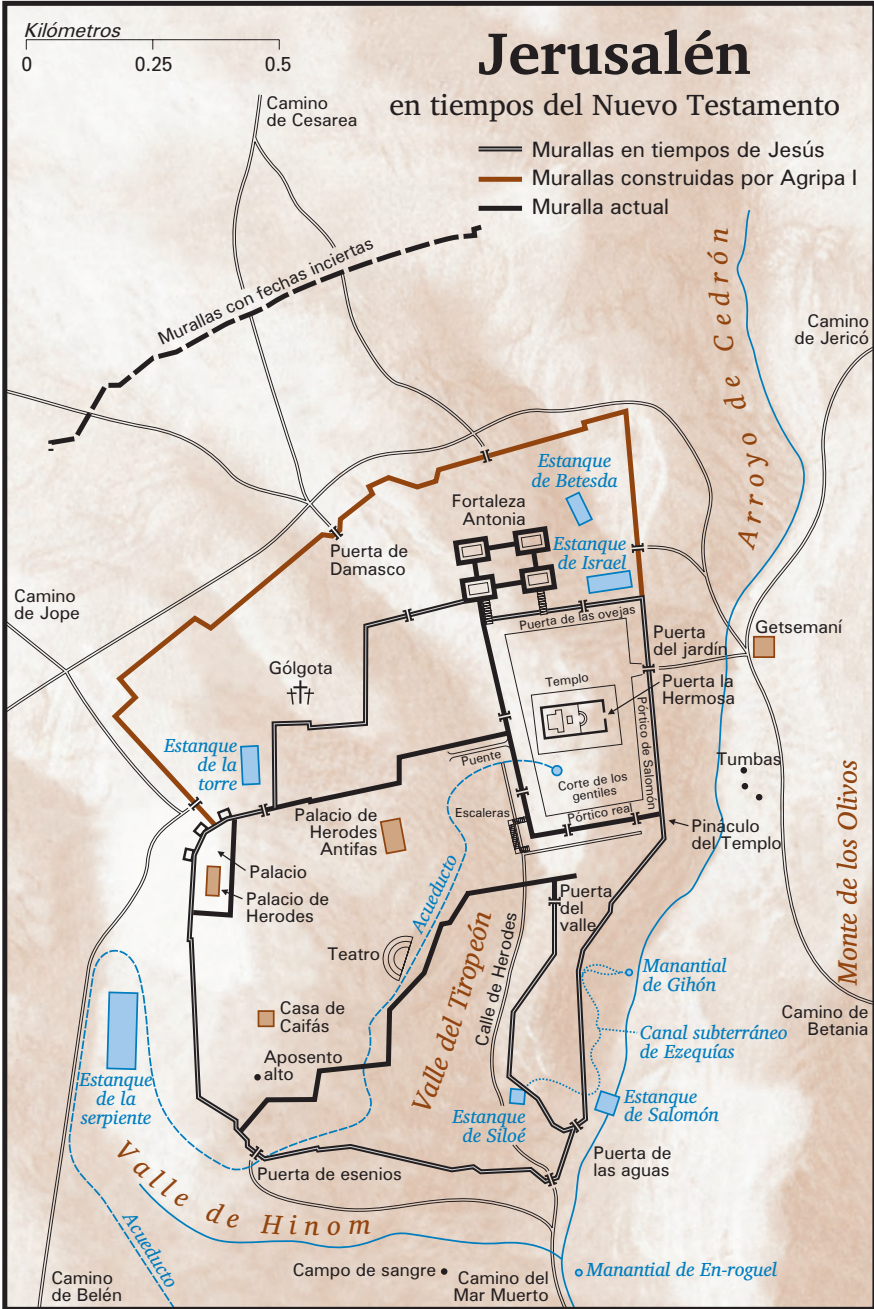 Kilómetros
0 0.25 0.5
Jerusalén
en tiempos del Nuevo Testamento
Murallas en tiempos de Jesús
Murallas construidas por Agripa I
Muralla actual
Camino
de Cesarea
Murallas con fechas inciertas
Arroyo de Cedrón
Camino
de Jericó
Estanque
de Betesda
Fortaleza
Antonia
Puerta de
Damasco
Estanque
de Israel
Camino
de Jope
Puerta de las ovejas
Puerta
del jardín
Getsemaní
Gólgota
Templo
Puerta la
Hermosa
Pórtico de Salomón
Estanque
de la
torre
Puente
Corte de los
gentiles
Tumbas
Monte de los Olivos
Escaleras
Pórtico real
Palacio de
Herodes
Antifas
Pináculo
del Templo
Palacio
Palacio de
Herodes
Acueducto
Puerta
del
valle
Teatro
Valle del Tiropeón
Calle de Herodes
Manantial
de Gihón
Casa de
Caifás
Camino de
Betania
Canal subterráneo
de Ezequías
Aposento
alto
Estanque
de la
serpiente
Estanque
de Siloé
Estanque
de Salomón
Puerta de
las aguas
Puerta de esenios
Valle de Hinom
Acueducto
Camino
de Belén
Campo de sangre
Camino del
Mar Muerto
Manantial de En-roguel